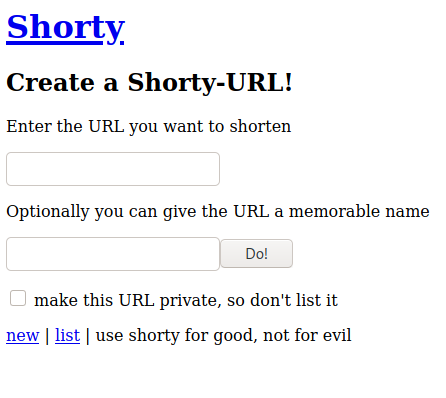 Shorty
Create a Shorty-URL!
Enter the URL you want to shorten
Optionally you can give the URL a memorable name
Do!
make this URL private, so don't list it
new | list | use shorty for good, not for evil